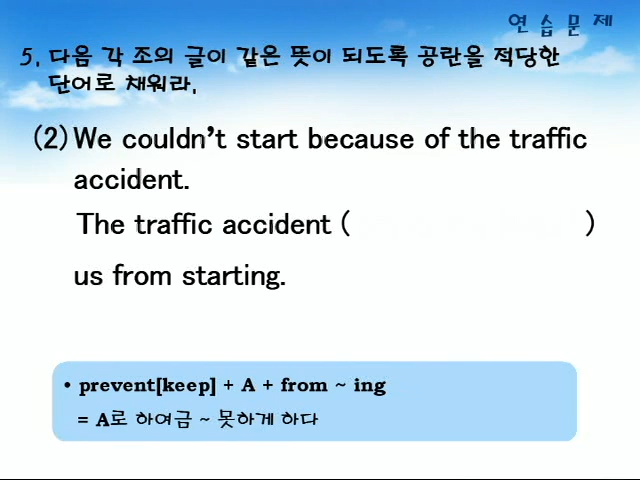 연 습 문 제
5. 다음 각 조의 글이 같은 뜻이 되도록 공란을 적당한
단어로 채워라.
(2) We couldn't start because of the traffic
accident.
The traffic accident ( )
us from starting.
• prevent[keep] + A + from ~ ing
= A로 하여금 ~ 못하게 하다